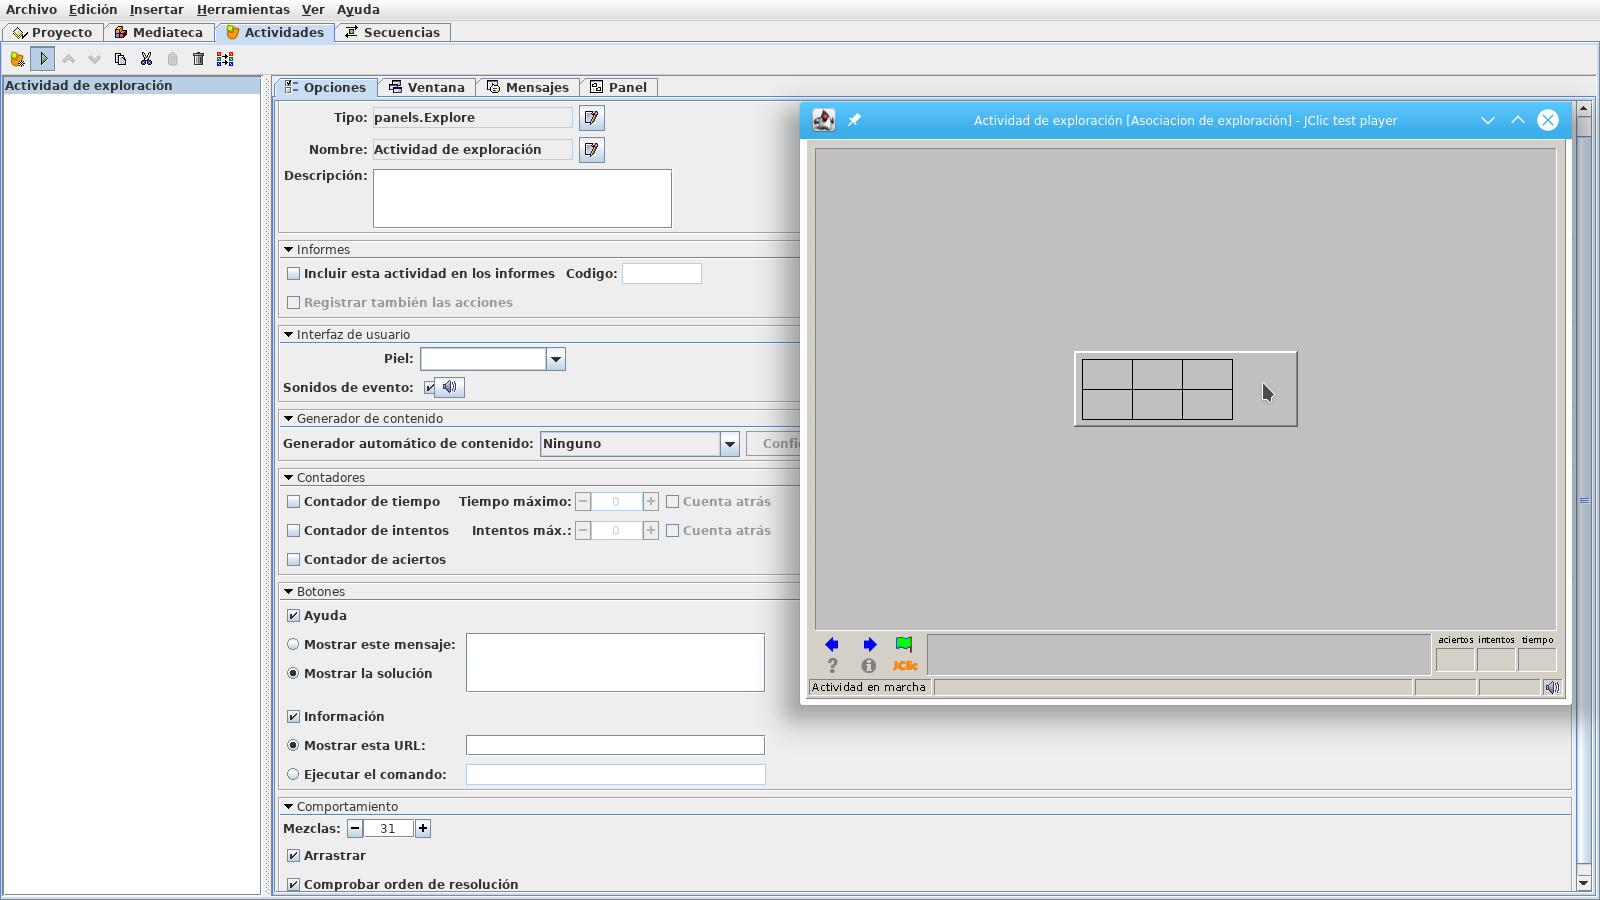 Archivo Edición Insertar Herramientas Ver Ayuda
Proyecto Mediateca Actividades Secuencias
Actividad de exploración
Opciones Ventana Mensajes Panel
Tipo: panels.Explore
Nombre: Actividad de exploración
Descripción:
Informes
Incluir esta actividad en los informes Codigo:
Registrar también las acciones
Interfaz de usuario
Piel:
Sonidos de evento:
Generador de contenido
Generador automático de contenido: Ninguno
Contadores
Contador de tiempo Tiempo máximo: 0 Cuenta atrás
Contador de intentos Intentos máx.: 0 Cuenta atrás
Contador de aciertos
Botones
Ayuda
Mostrar este mensaje:
Mostrar la solución
Información
Mostrar esta URL:
Ejecutar el comando:
Comportamiento
Mezclas: 31
Arrastrar
Comprobar orden de resolución
Actividad de exploración [Asociacion de exploración] - JClic test player
aciertos intentos tiempo
JClic
Actividad en marcha